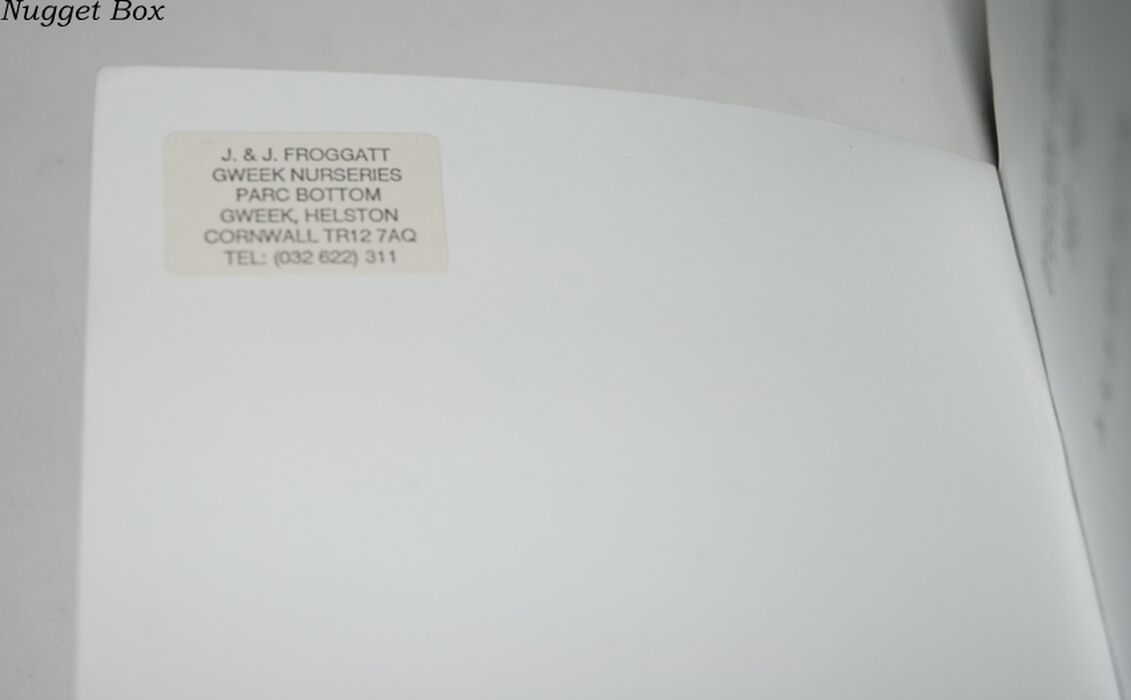 Nugget Box
J. & J. FROGGATT
GWEEK NURSERIES
PARC BOTTOM
GWEEK, HELSTON
CORNWALL TR12 7AQ
TEL: (032 622) 311